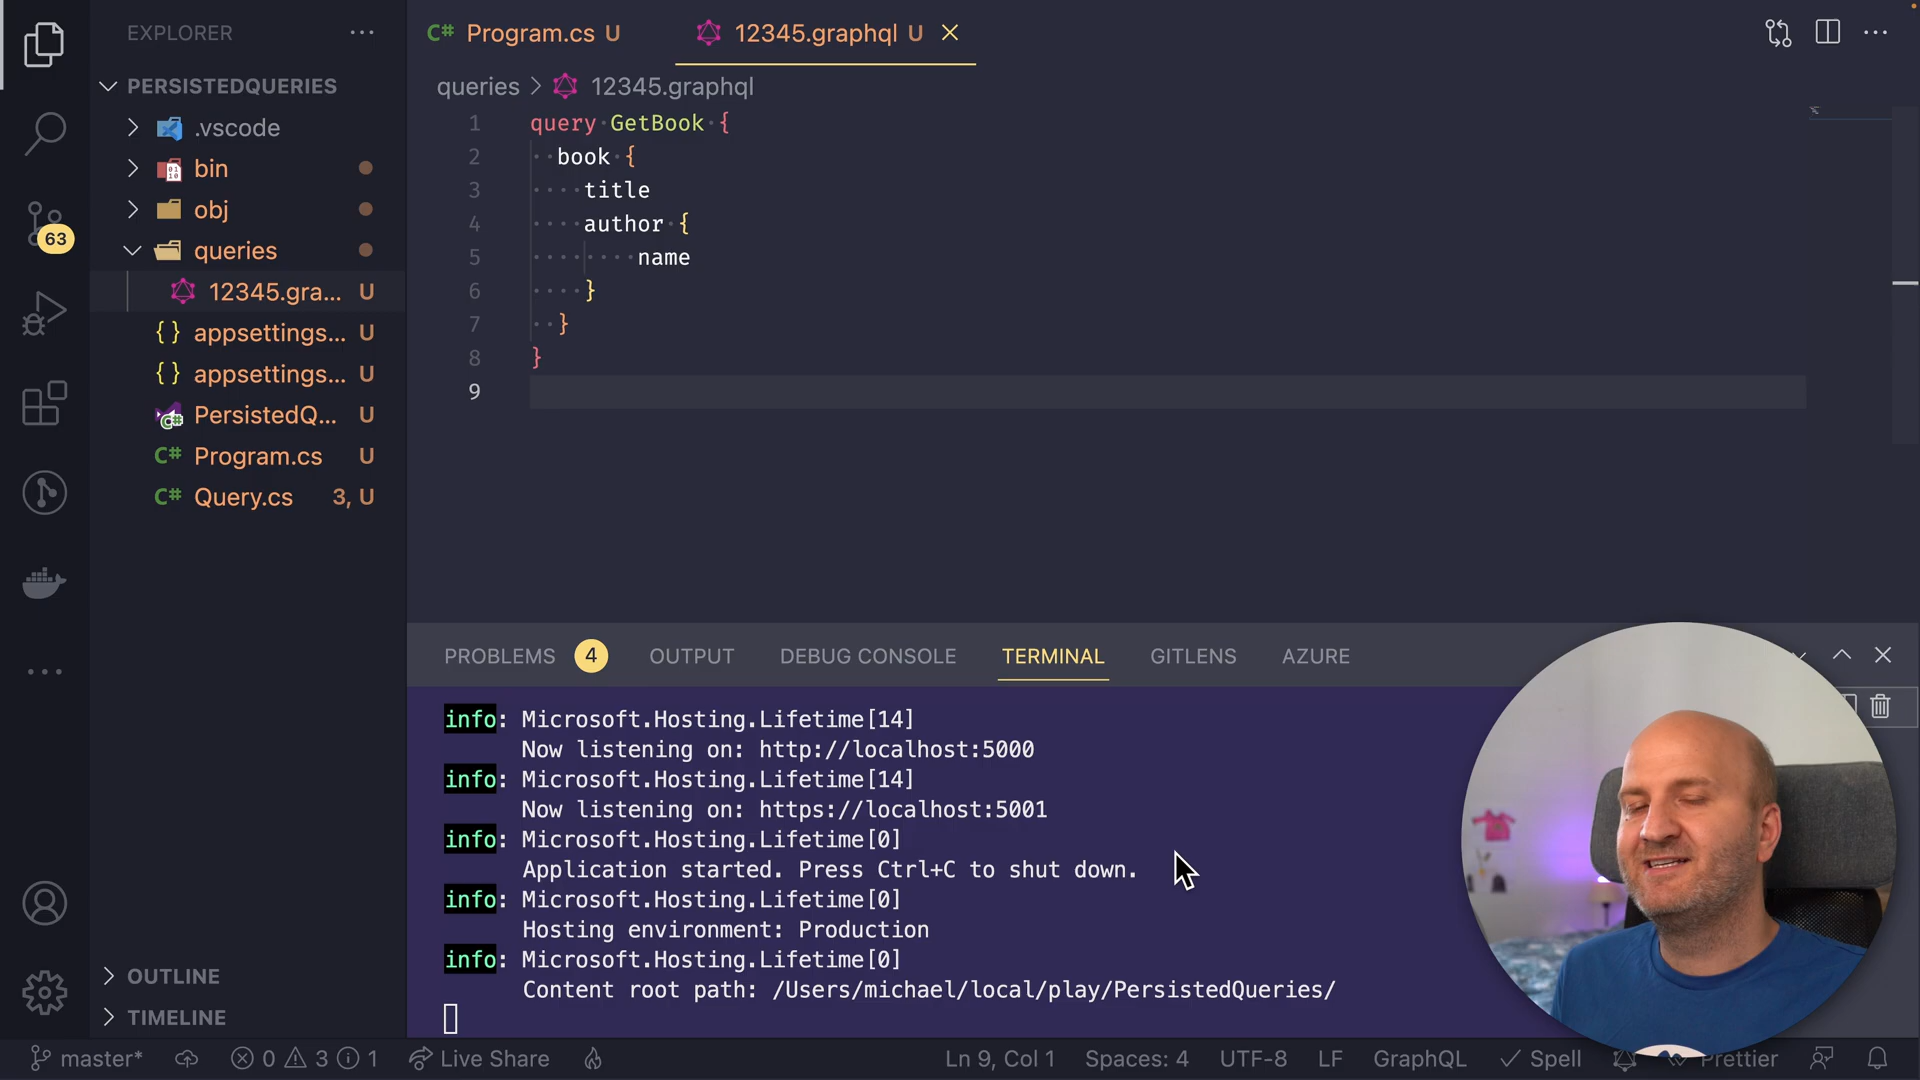 EXPLORER
PERSISTEDQUERIES
.vscode
bin
obj
queries
12345.gra... U
appsettings... U
appsettings... U
PersistedQ... U
C# Program.cs U
C# Query.cs 3, U
OUTLINE
TIMELINE
63
C# Program.cs U
12345.graphql U
queries > 12345.graphql
1 query GetBook {
2 book {
3 title
4 author {
5 name
6 }
7 }
8 }
9
PROBLEMS 4 OUTPUT DEBUG CONSOLE TERMINAL GITLENS AZURE
info: Microsoft.Hosting.Lifetime[14]
Now listening on: http://localhost:5000
info: Microsoft.Hosting.Lifetime[14]
Now listening on: https://localhost:5001
info: Microsoft.Hosting.Lifetime[0]
Application started. Press Ctrl+C to shut down.
info: Microsoft.Hosting.Lifetime[0]
Hosting environment: Production
info: Microsoft.Hosting.Lifetime[0]
Content root path: /Users/michael/local/play/PersistedQueries/
master* 0 3 1 Live Share Ln 9, Col 1 Spaces: 4 UTF-8 LF GraphQL Spell Prettier